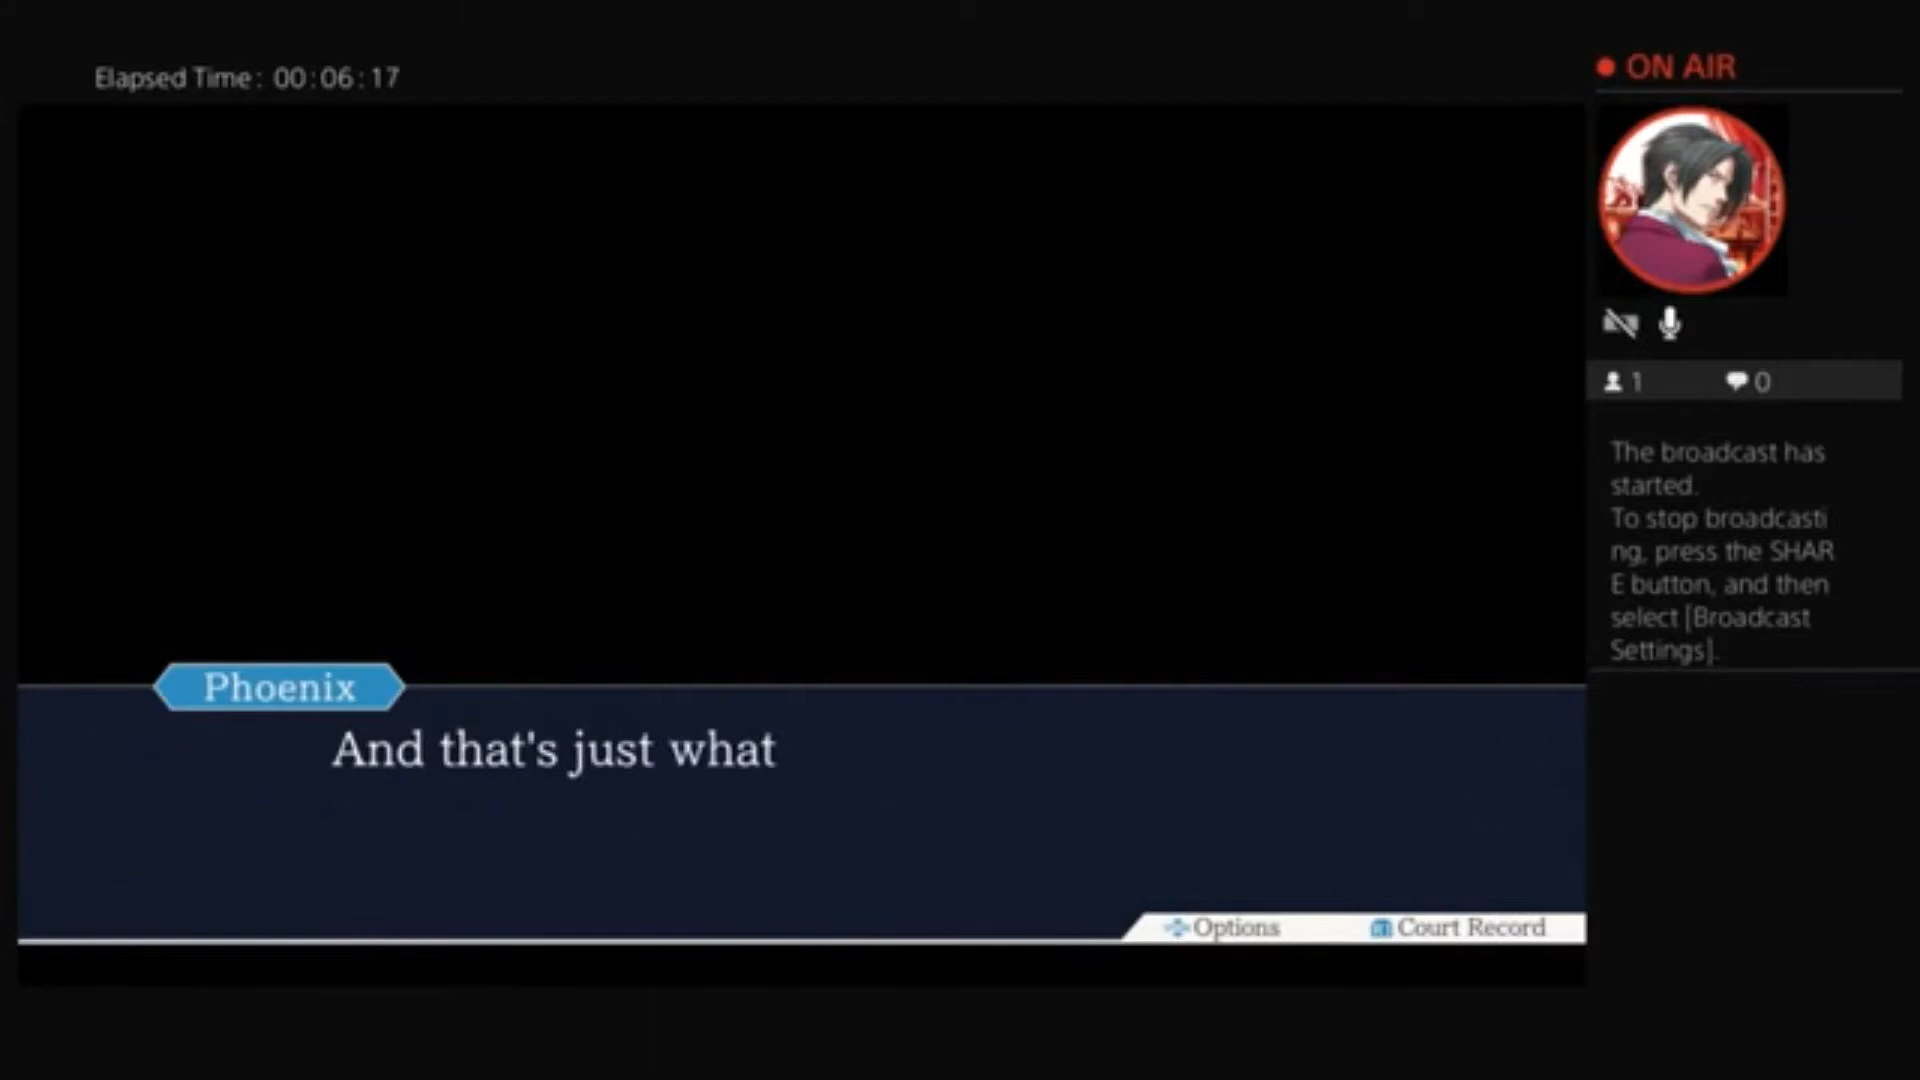 Elapsed Time: 00:06:17
ON AIR
1
0
The broadcast has
started.
To stop broadcasti
ng, press the SHAR
E button, and then
select [Broadcast
Settings].
Phoenix
And that's just what
Options
R1 Court Record